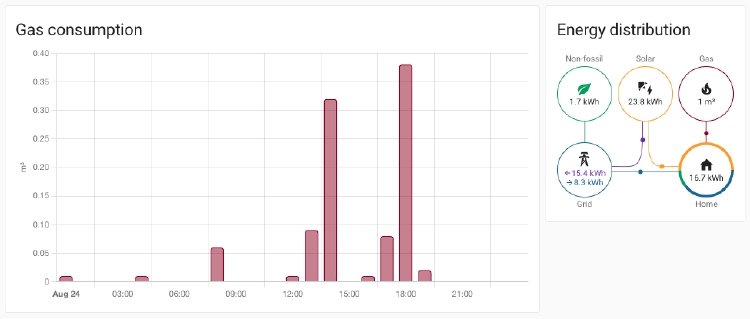 Gas consumption
0.40
0.35
0.30
0.25
0.20
0.15
0.10
0.05
0
m³
Aug 24 03:00 06:00 09:00 12:00 15:00 18:00 21:00
Energy distribution
Non-fossil Solar Gas
1.7 kWh 23.8 kWh 1 m³
←15.4 kWh
→8.3 kWh
16.7 kWh
Grid Home